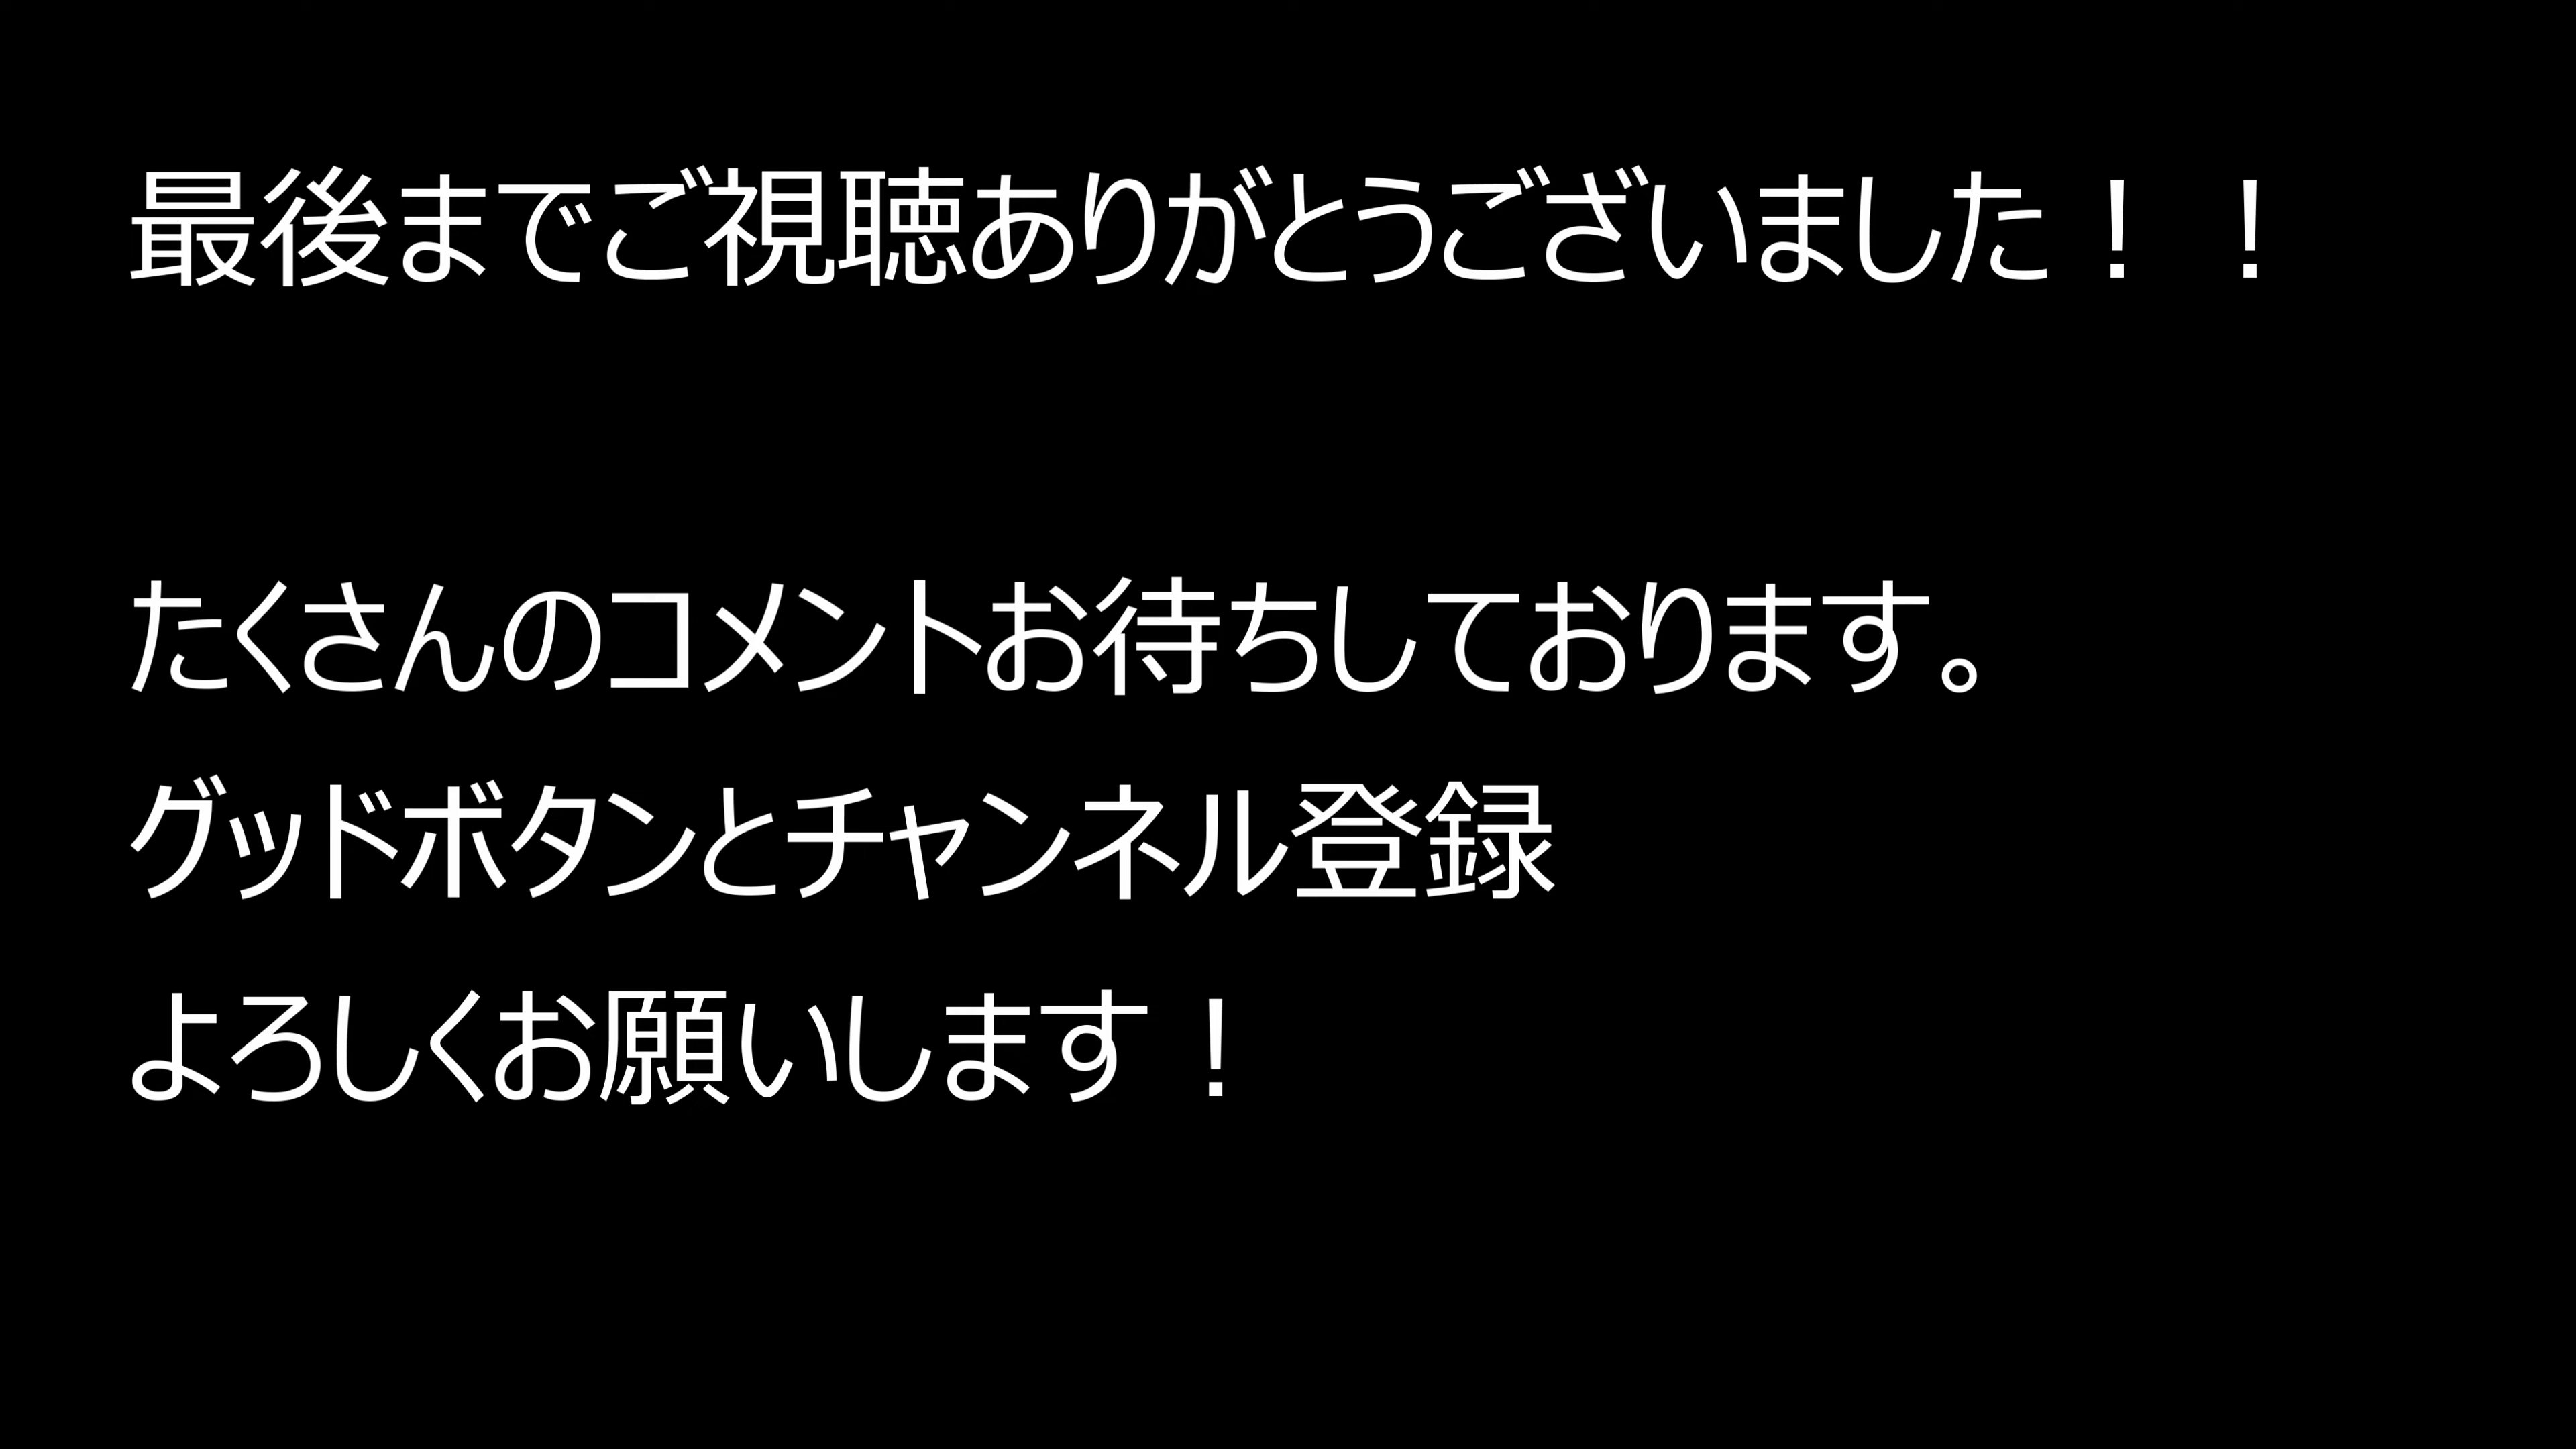 最後までご視聴ありがとうございました！！
たくさんのコメントお待ちしております。
グッドボタンとチャンネル登録
よろしくお願いします！